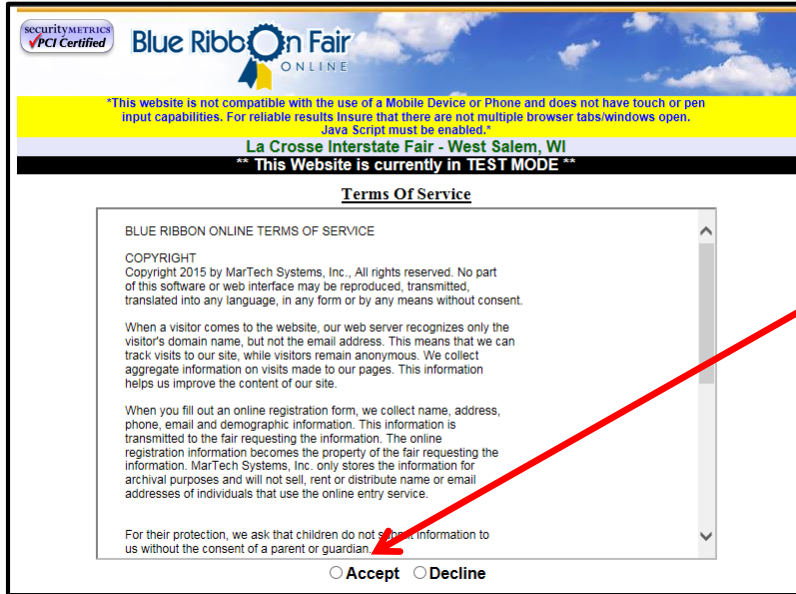 securityMETRICS
PCI Certified
Blue Ribbon Fair
ONLINE
*This website is not compatible with the use of a Mobile Device or Phone and does not have touch or pen
input capabilities. For reliable results Insure that there are not multiple browser tabs/windows open.
Java Script must be enabled.*
La Crosse Interstate Fair - West Salem, WI
** This Website is currently in TEST MODE **
Terms Of Service
BLUE RIBBON ONLINE TERMS OF SERVICE
COPYRIGHT
Copyright 2015 by MarTech Systems, Inc., All rights reserved. No part
of this software or web interface may be reproduced, transmitted,
translated into any language, in any form or by any means without consent.
When a visitor comes to the website, our web server recognizes only the
visitor's domain name, but not the email address. This means that we can
track visits to our site, while visitors remain anonymous. We collect
aggregate information on visits made to our pages. This information
helps us improve the content of our site.
When you fill out an online registration form, we collect name, address,
phone, email and demographic information. This information is
transmitted to the fair requesting the information. The online
registration information becomes the property of the fair requesting the
information. MarTech Systems, Inc. only stores the information for
archival purposes and will not sell, rent or distribute name or email
addresses of individuals that use the online entry service.
For their protection, we ask that children do not submit information to
us without the consent of a parent or guardian.
Accept Decline